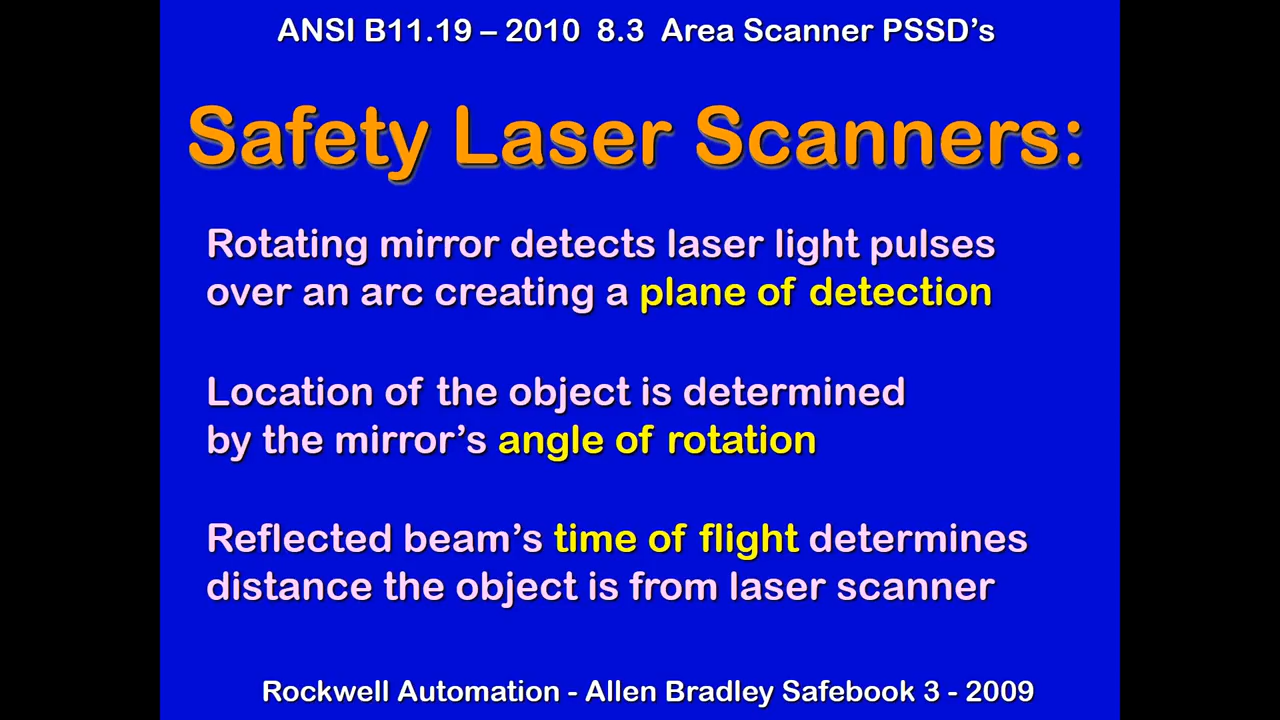 ANSI B11.19 – 2010  8.3  Area Scanner PSSD’s
Safety Laser Scanners:
Rotating mirror detects laser light pulses
over an arc creating a plane of detection
Location of the object is determined
by the mirror’s angle of rotation
Reflected beam’s time of flight determines
distance the object is from laser scanner
Rockwell Automation - Allen Bradley Safebook 3 - 2009